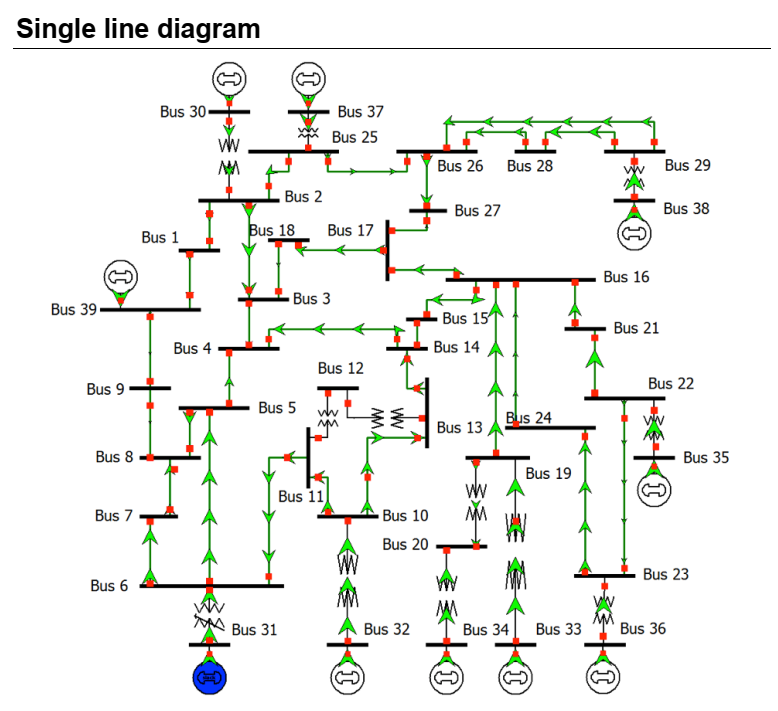 Single line diagram
Bus 30
Bus 37
Bus 25
Bus 26
Bus 28
Bus 29
Bus 2
Bus 38
Bus 27
Bus 18
Bus 17
Bus 1
Bus 16
Bus 3
Bus 39
Bus 15
Bus 21
Bus 4
Bus 14
Bus 12
Bus 9
Bus 22
Bus 5
Bus 24
Bus 13
Bus 8
Bus 35
Bus 19
Bus 11
Bus 7
Bus 10
Bus 20
Bus 23
Bus 6
Bus 31
Bus 32
Bus 34
Bus 33
Bus 36